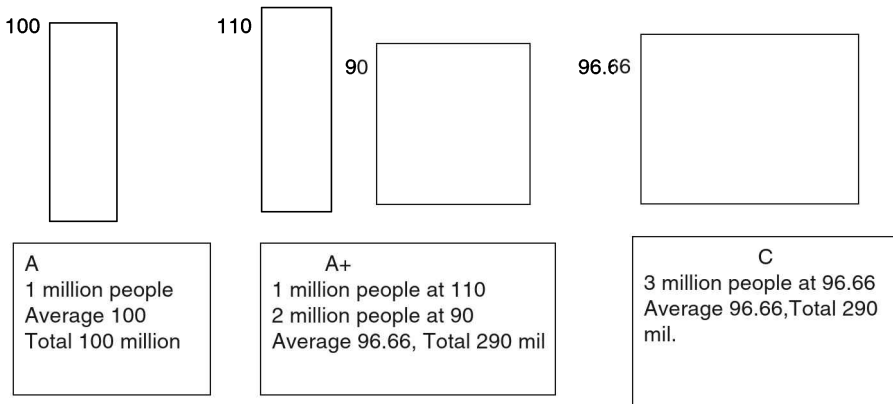 100
110
90
96.66
A
1 million people
Average 100
Total 100 million
A+
1 million people at 110
2 million people at 90
Average 96.66, Total 290 mil
C
3 million people at 96.66
Average 96.66,Total 290
mil.